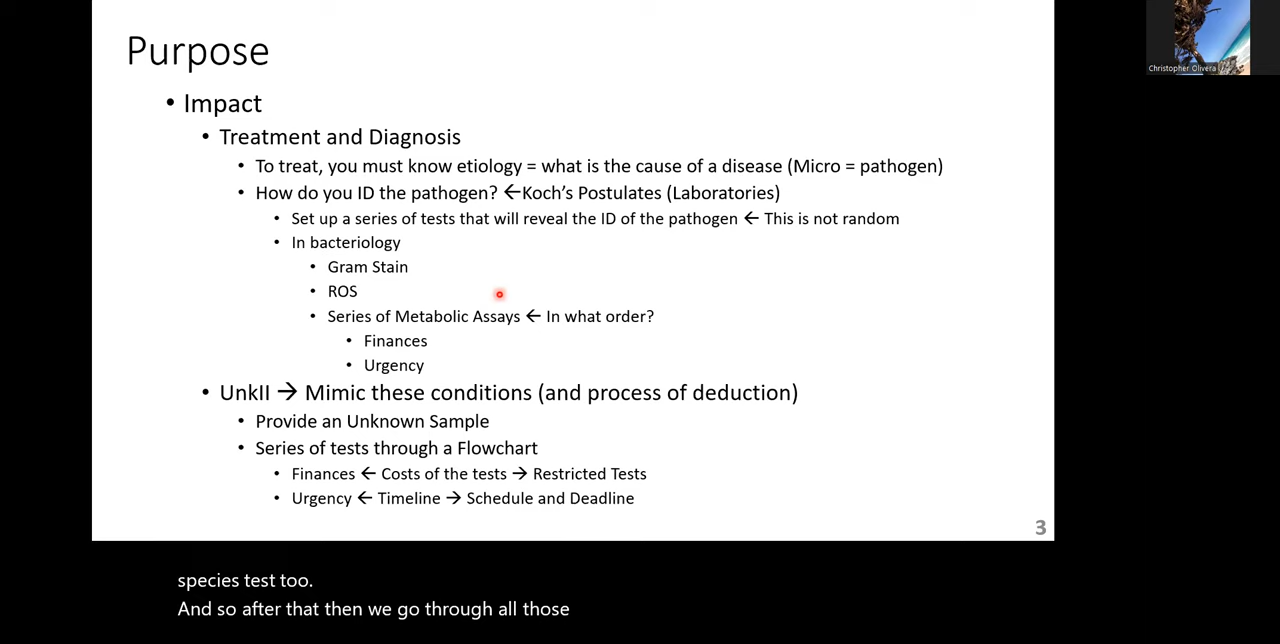 Purpose
Christopher Olivera
• Impact
• Treatment and Diagnosis
• To treat, you must know etiology = what is the cause of a disease (Micro = pathogen)
• How do you ID the pathogen? ←Koch's Postulates (Laboratories)
• Set up a series of tests that will reveal the ID of the pathogen ← This is not random
• In bacteriology
• Gram Stain
• ROS
• Series of Metabolic Assays ← In what order?
• Finances
• Urgency
• UnkII → Mimic these conditions (and process of deduction)
• Provide an Unknown Sample
• Series of tests through a Flowchart
• Finances ← Costs of the tests → Restricted Tests
• Urgency ← Timeline → Schedule and Deadline
3
species test too.
And so after that then we go through all those